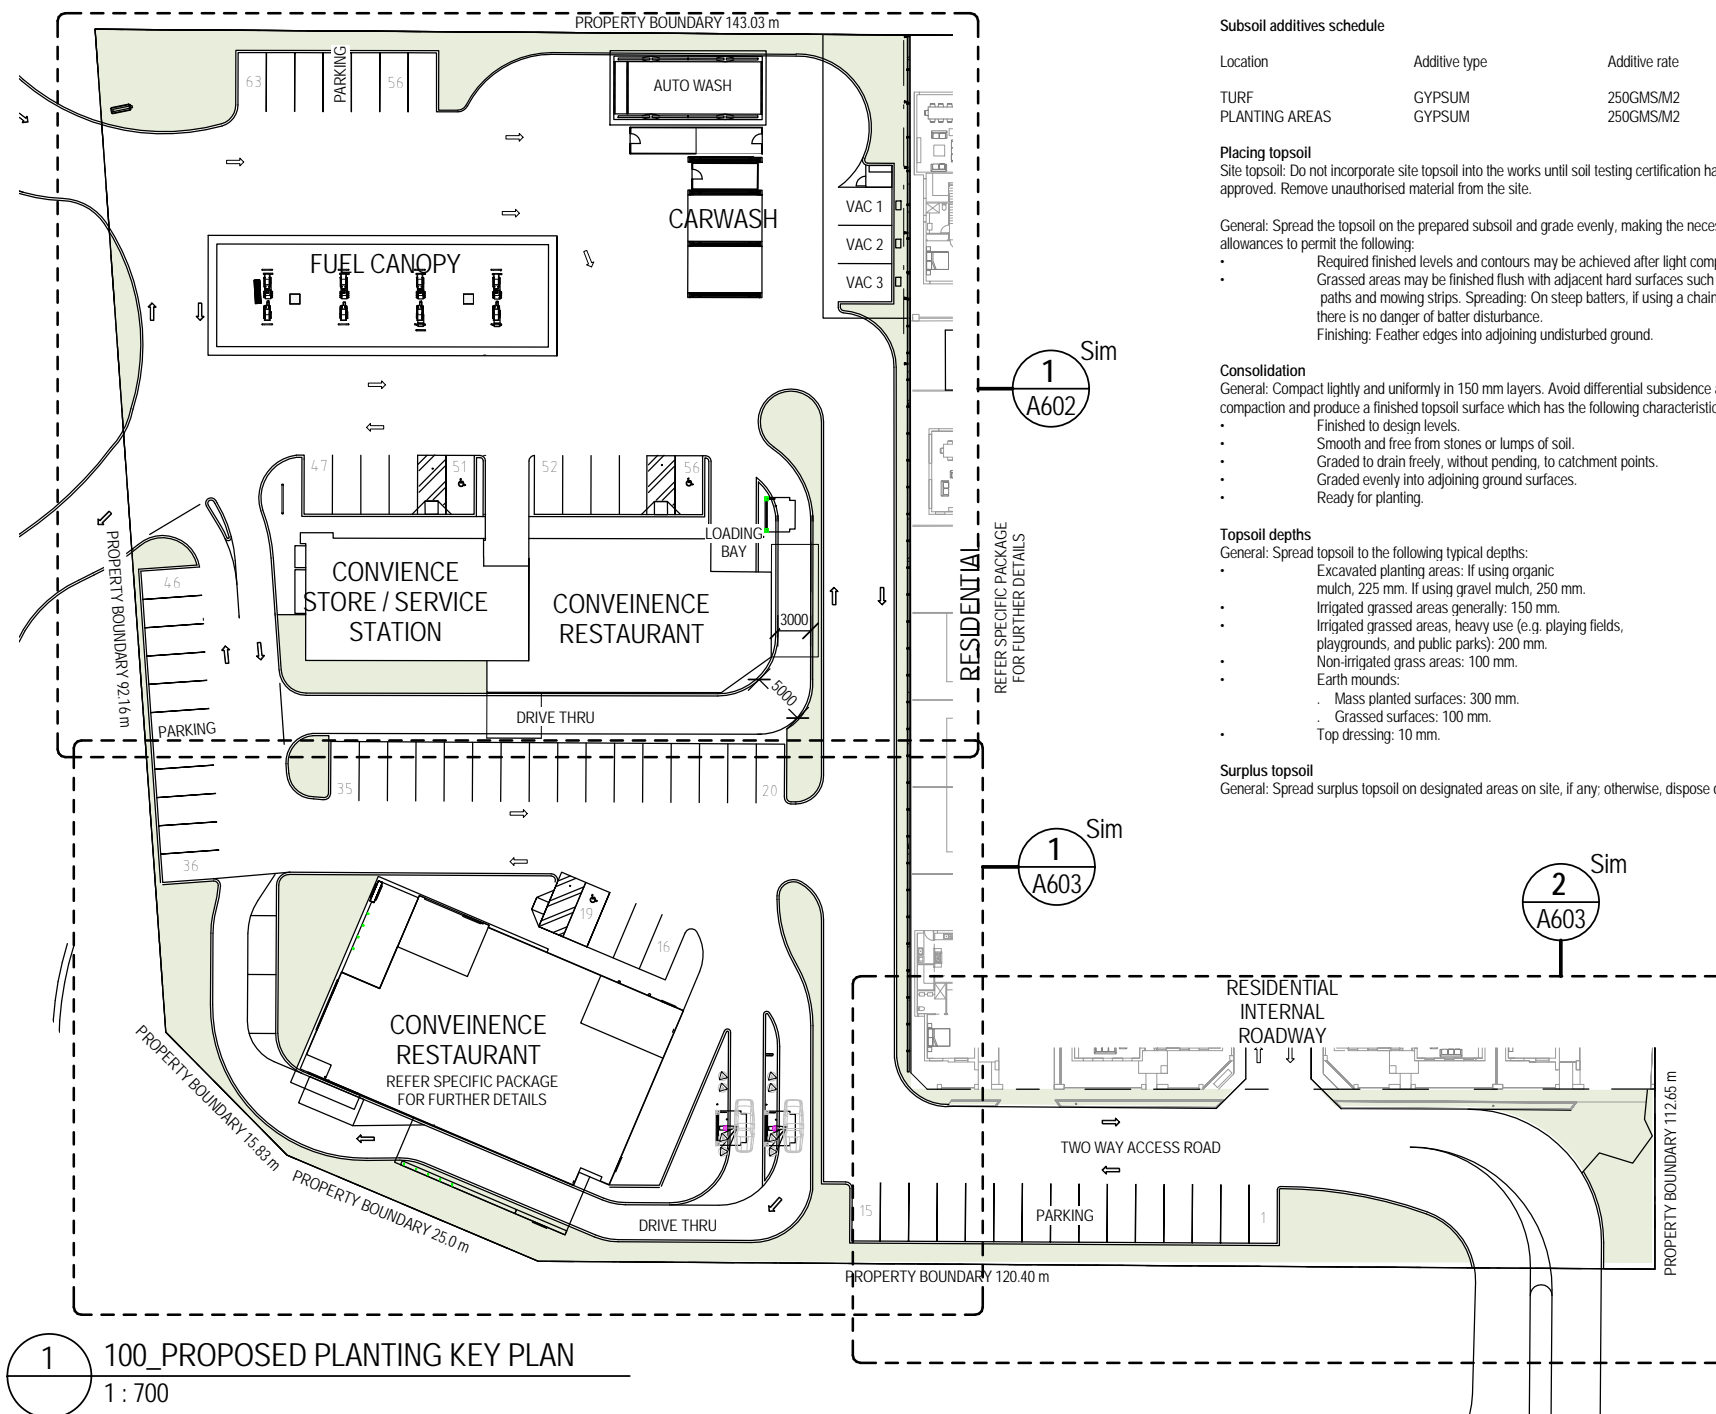 PROPERTY BOUNDARY 143.03 m
63
PARKING
56
AUTO WASH
CARWASH
VAC 1
VAC 2
VAC 3
FUEL CANOPY
1
A602
Sim
47
51
52
56
LOADING
BAY
CONVIENCE
STORE / SERVICE
STATION
CONVEINENCE
RESTAURANT
3000
5000
DRIVE THRU
RESIDENTIAL
REFER SPECIFIC PACKAGE
FOR FURTHER DETAILS
46
PROPERTY BOUNDARY 92.16 m
PARKING
35
20
36
1
A603
Sim
19
16
CONVEINENCE
RESTAURANT
REFER SPECIFIC PACKAGE
FOR FURTHER DETAILS
PROPERTY BOUNDARY 15.83 m
PROPERTY BOUNDARY 25.0 m
DRIVE THRU
2
A603
Sim
RESIDENTIAL
INTERNAL
ROADWAY
TWO WAY ACCESS ROAD
15
PARKING
1
PROPERTY BOUNDARY 112.65 m
PROPERTY BOUNDARY 120.40 m
1
100_PROPOSED PLANTING KEY PLAN
1 : 700
Subsoil additives schedule
Location Additive type Additive rate
TURF GYPSUM 250GMS/M2
PLANTING AREAS GYPSUM 250GMS/M2
Placing topsoil
Site topsoil: Do not incorporate site topsoil into the works until soil testing certification ha
approved. Remove unauthorised material from the site.
General: Spread the topsoil on the prepared subsoil and grade evenly, making the neces
allowances to permit the following:
• Required finished levels and contours may be achieved after light comp
• Grassed areas may be finished flush with adjacent hard surfaces such
paths and mowing strips. Spreading: On steep batters, if using a chain
there is no danger of batter disturbance.
Finishing: Feather edges into adjoining undisturbed ground.
Consolidation
General: Compact lightly and uniformly in 150 mm layers. Avoid differential subsidence
compaction and produce a finished topsoil surface which has the following characteristic
• Finished to design levels.
• Smooth and free from stones or lumps of soil.
• Graded to drain freely, without pending, to catchment points.
• Graded evenly into adjoining ground surfaces.
• Ready for planting.
Topsoil depths
General: Spread topsoil to the following typical depths:
• Excavated planting areas: If using organic
mulch, 225 mm. If using gravel mulch, 250 mm.
• Irrigated grassed areas generally: 150 mm.
• Irrigated grassed areas, heavy use (e.g. playing fields,
playgrounds, and public parks): 200 mm.
• Non-irrigated grass areas: 100 mm.
• Earth mounds:
. Mass planted surfaces: 300 mm.
. Grassed surfaces: 100 mm.
• Top dressing: 10 mm.
Surplus topsoil
General: Spread surplus topsoil on designated areas on site, if any; otherwise, dispose